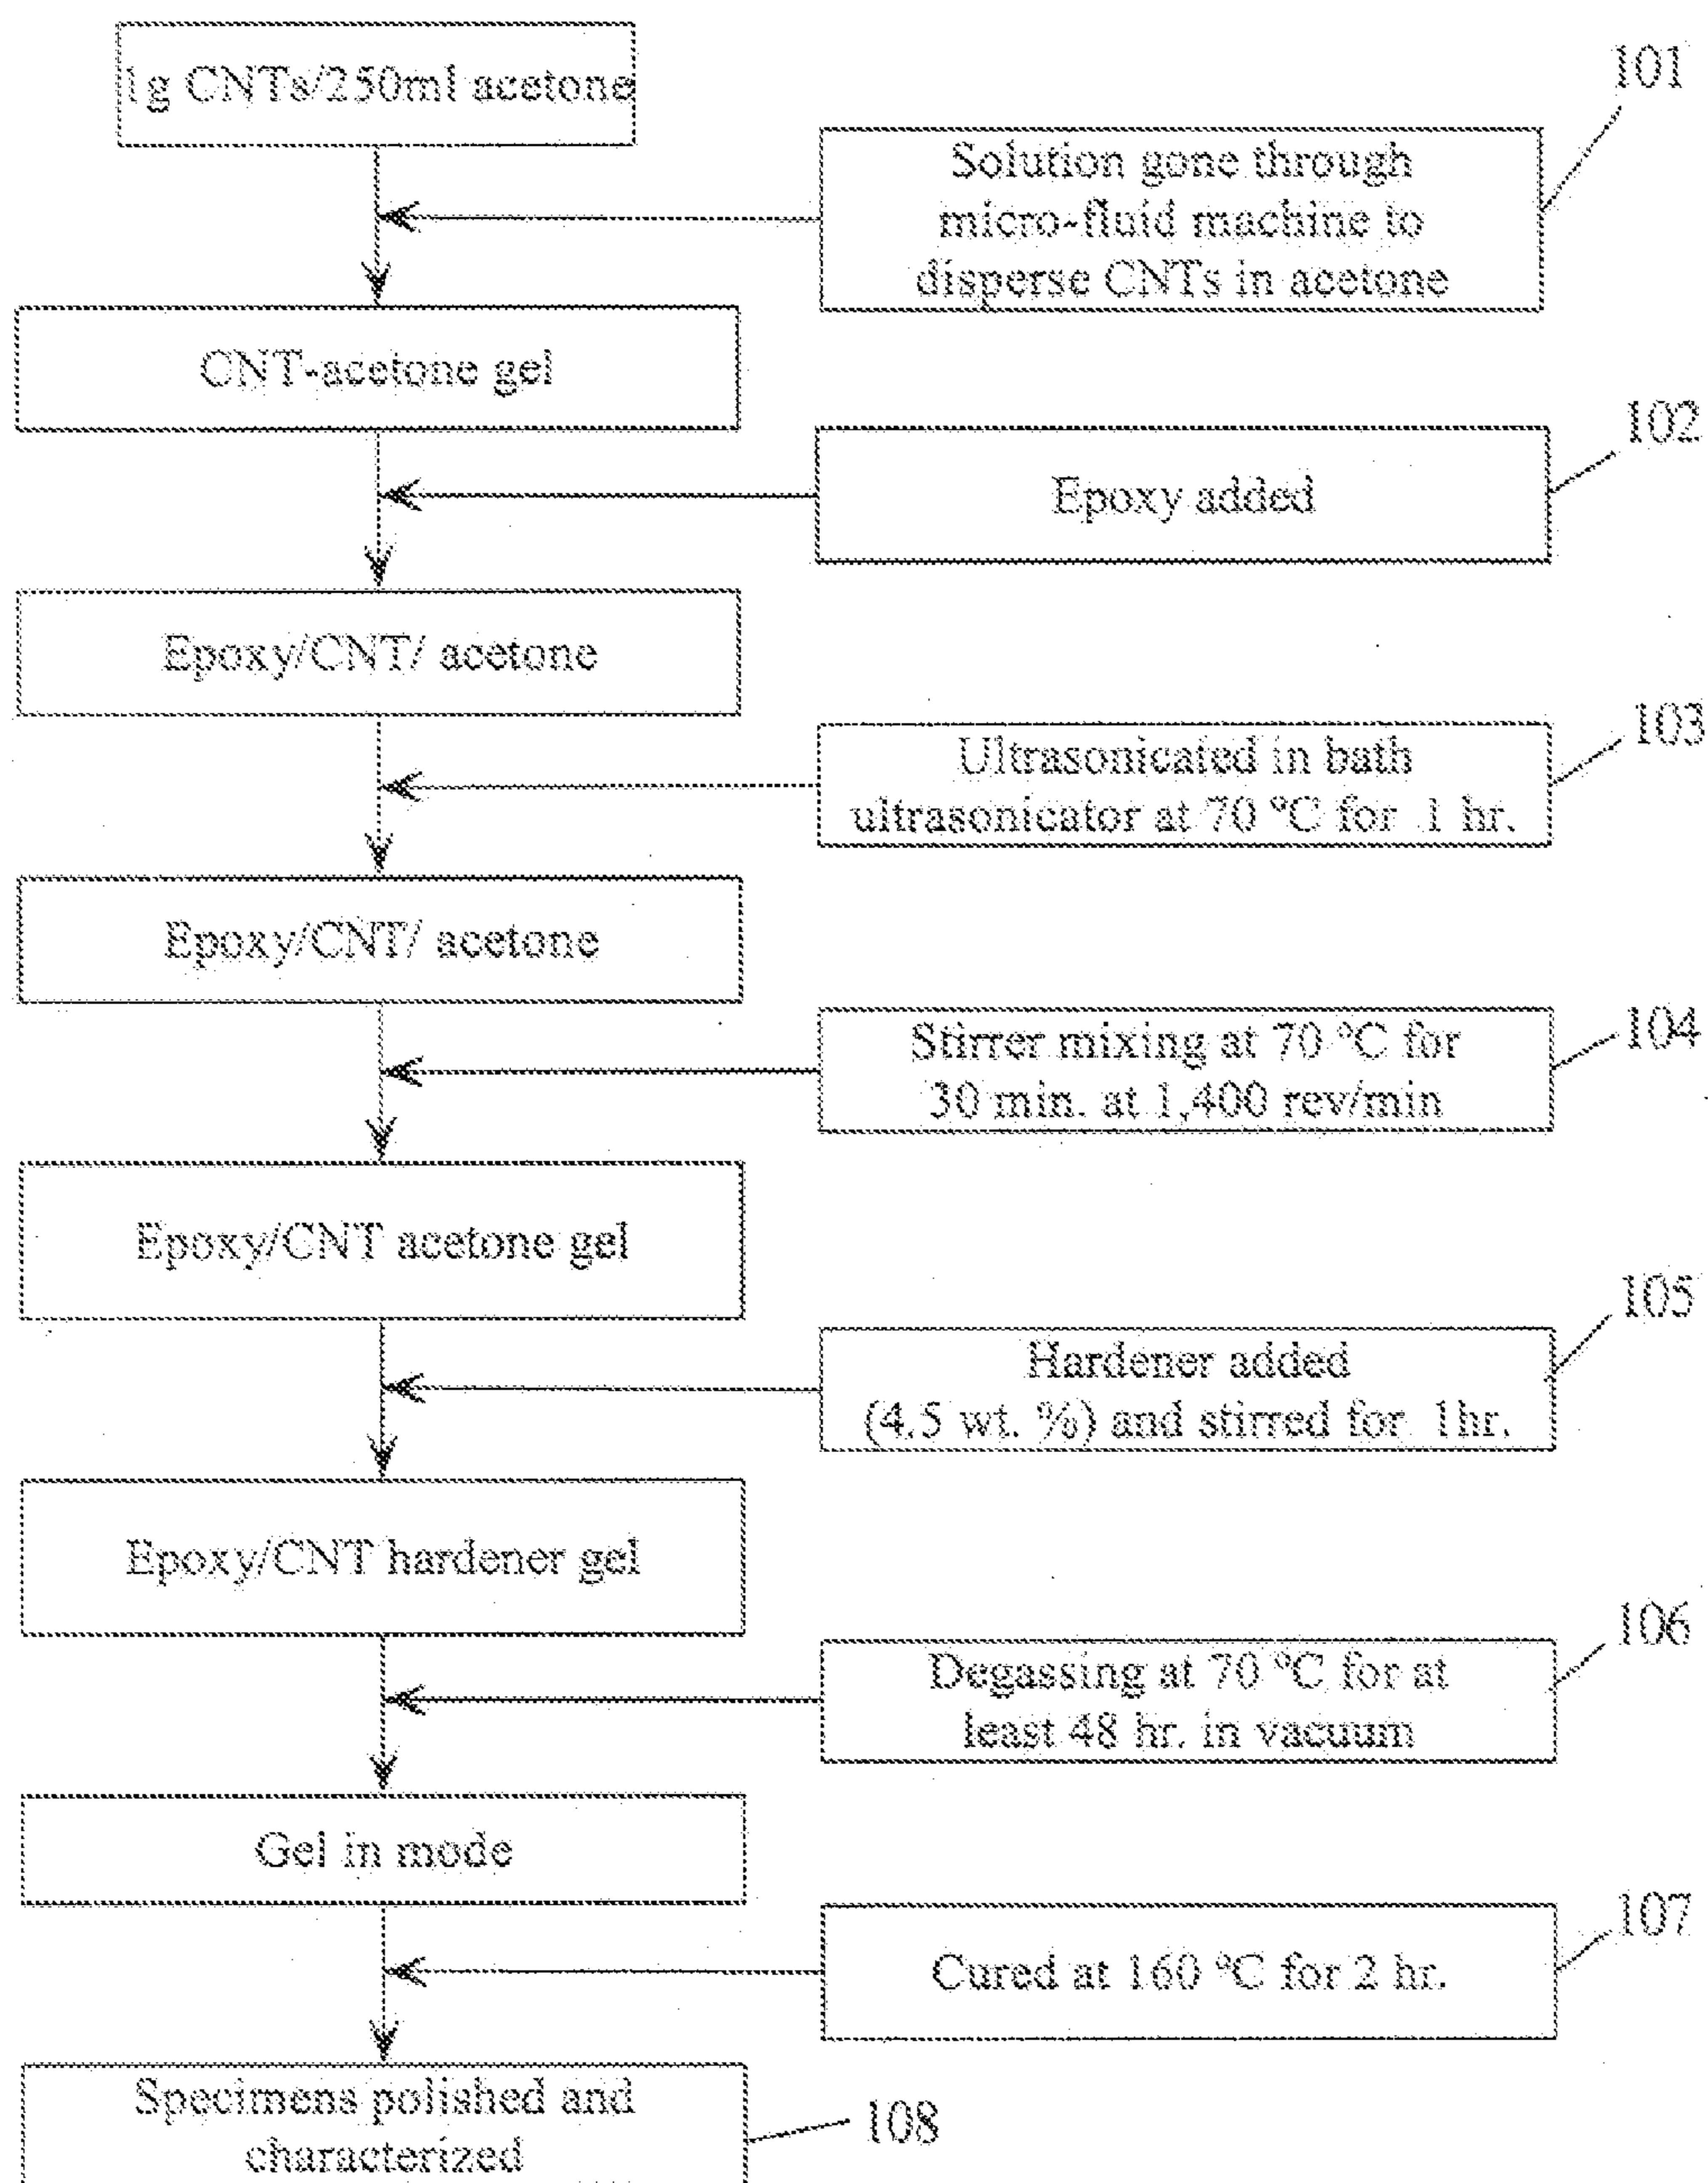 1g CNTs/250ml acetone
101
Solution gone through
micro-fluid machine to
disperse CNTs in acetone
CNT-acetone gel
102
Epoxy added
Epoxy/CNT/ acetone
103
Ultrasonicated in bath
ultrasonicator at 70 ºC for 1 hr.
Epoxy/CNT/ acetone
104
Stirrer mixing at 70 ºC for
30 min. at 1,400 rev/min
Epoxy/CNT acetone gel
105
Hardener added
(4.5 wt. %) and stirred for 1hr.
Epoxy/CNT hardener gel
106
Degassing at 70 ºC for at
least 48 hr. in vacuum
Gel in mode
107
Cured at 160 ºC for 2 hr.
Specimens polished and
characterized
108